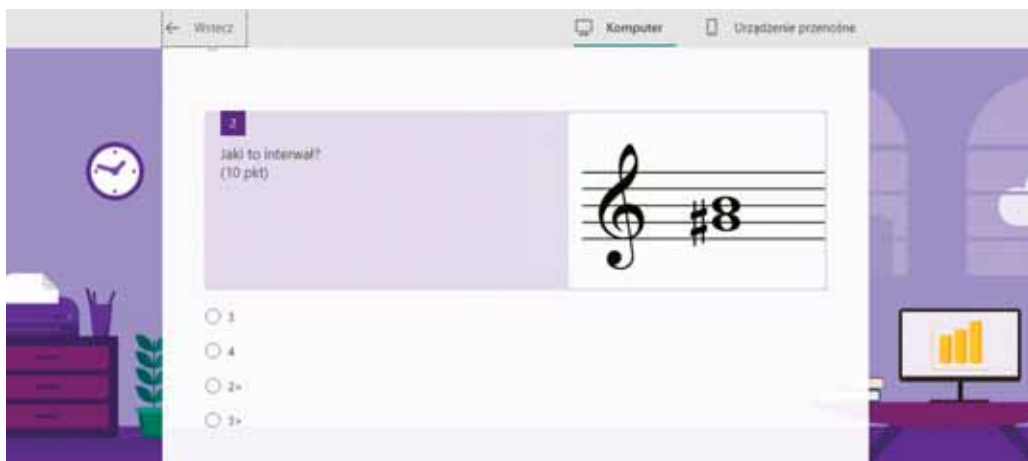 ← Wstecz
Komputer
Urządzenie przenośne
2
Jaki to interwał?
(10 pkt)
3
4
2>
3>